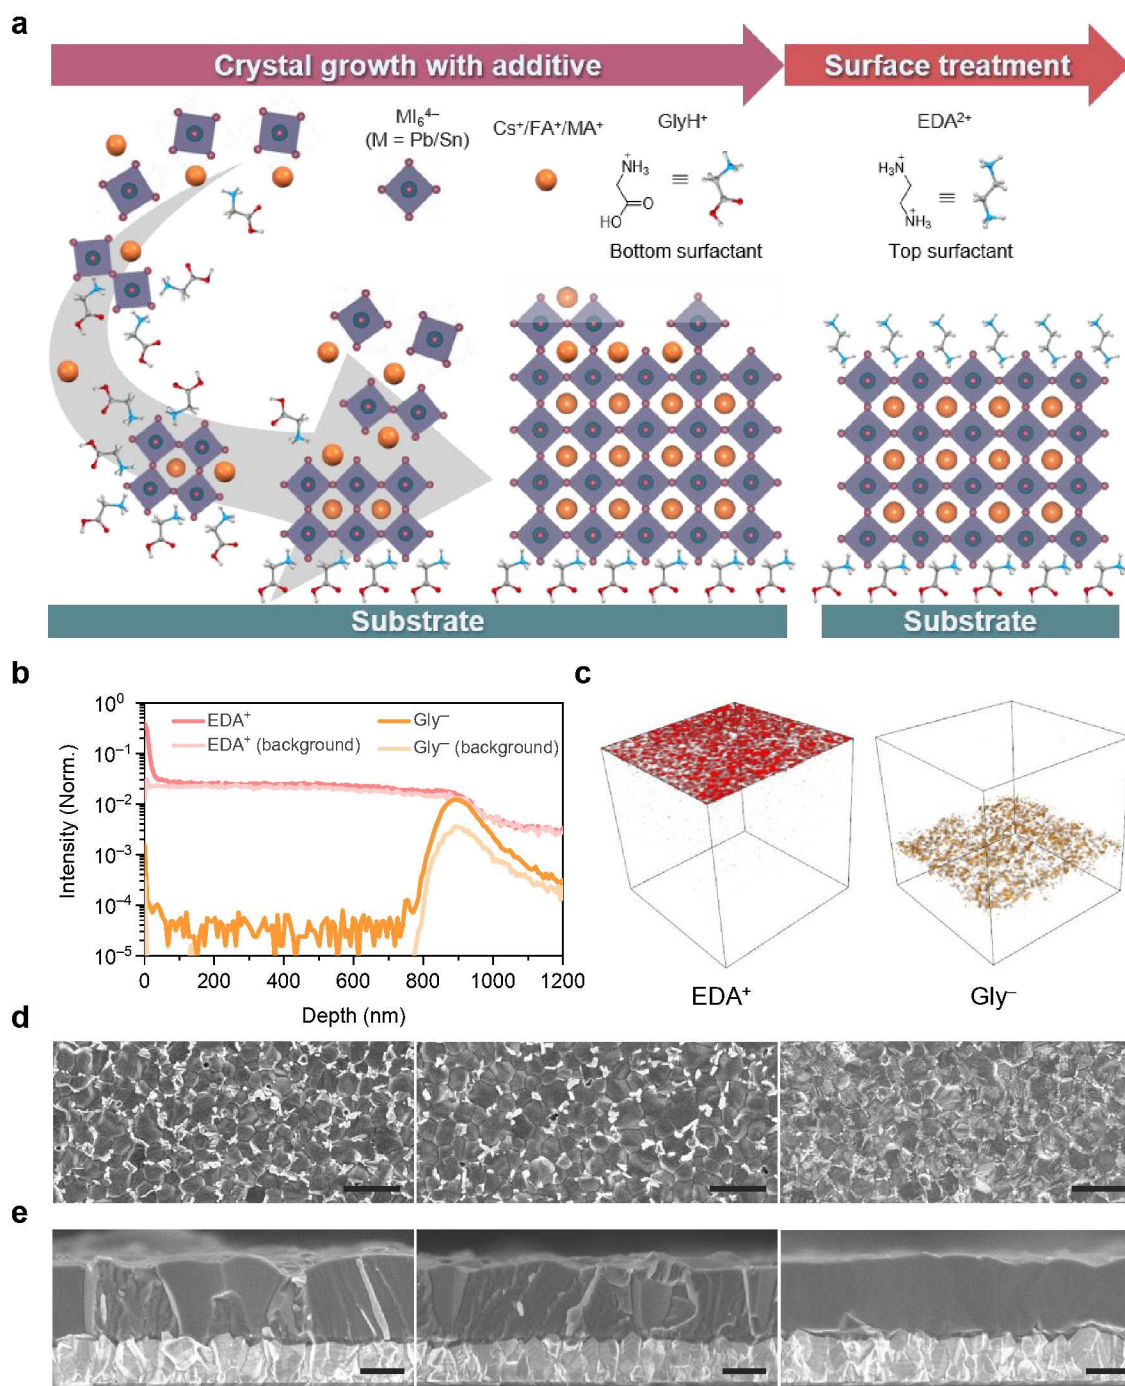 a
Crystal growth with additive
Surface treatment
MI₆⁴⁻
(M = Pb/Sn)
Cs⁺/FA⁺/MA⁺
GlyH⁺
EDA²⁺
+
NH₃
≡
O
HO
Bottom surfactant
+
H₃N
NH₃
+
≡
Top surfactant
Substrate
Substrate
b
EDA⁺
Gly⁻
EDA⁺ (background)
Gly⁻ (background)
10⁰
10⁻¹
10⁻²
10⁻³
10⁻⁴
10⁻⁵
Intensity (Norm.)
0
200
400
600
800
1000
1200
Depth (nm)
c
EDA⁺
Gly⁻
d
e